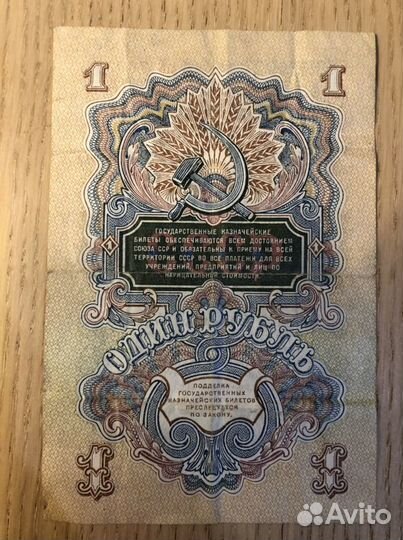 1 1
ГОСУДАРСТВЕННЫЕ КАЗНАЧЕЙСКИЕ
БИЛЕТЫ ОБЕСПЕЧИВАЮТСЯ ВСЕМ ДОСТОЯНИЕМ
СОЮЗА ССР И ОБЯЗАТЕЛЬНЫ К ПРИЕМУ НА ВСЕЙ
ТЕРРИТОРИИ СССР ВО ВСЕ ПЛАТЕЖИ ДЛЯ ВСЕХ
УЧРЕЖДЕНИЙ, ПРЕДПРИЯТИЙ И ЛИЦ ПО
НАРИЦАТЕЛЬНОЙ СТОИМОСТИ.
1 1
ОДИН РУБЛЬ
ПОДДЕЛКА
ГОСУДАРСТВЕННЫХ
КАЗНАЧЕЙСКИХ БИЛЕТОВ
ПРЕСЛЕДУЕТСЯ
ПО ЗАКОНУ.
1 1
Avito